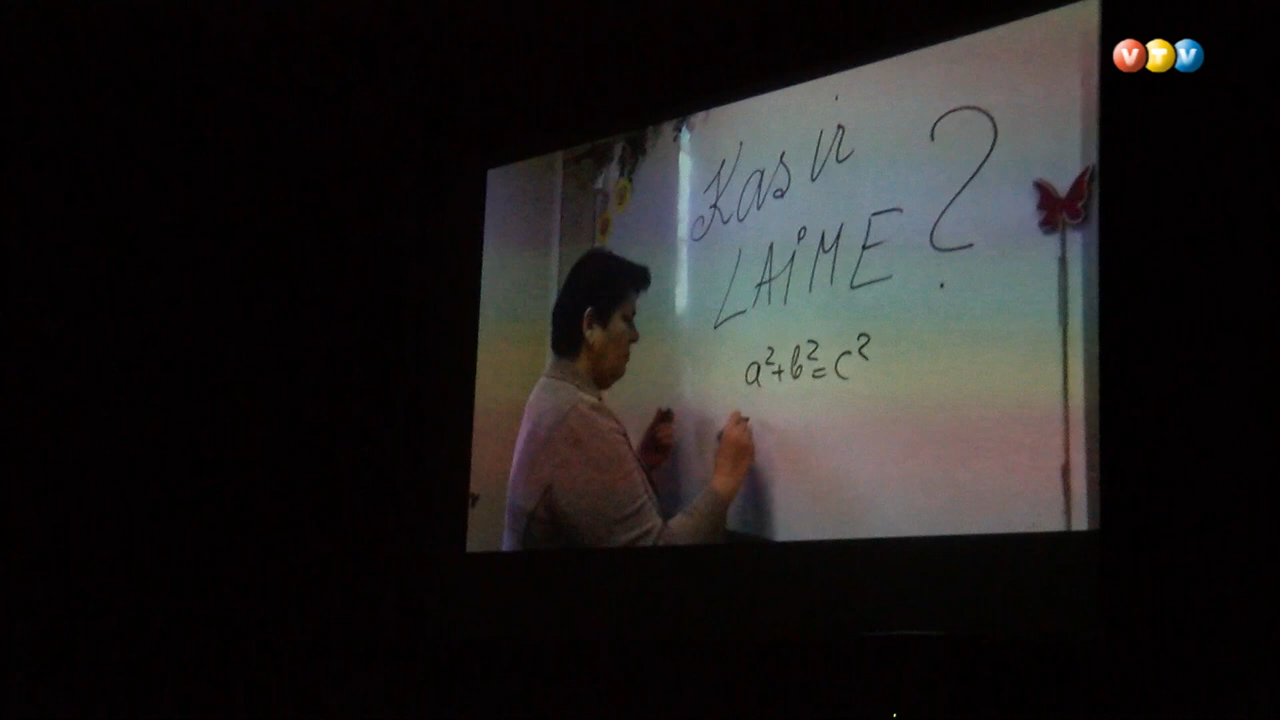 VTV
Kas ir
LAiME?
a²+b²=c²